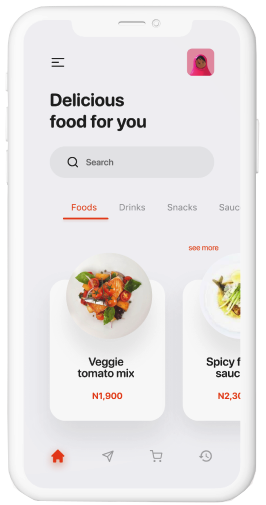 Delicious
food for you
Search
Foods Drinks Snacks Sauc
see more
Veggie
tomato mix
N1,900
Spicy f
sauc
N2,30